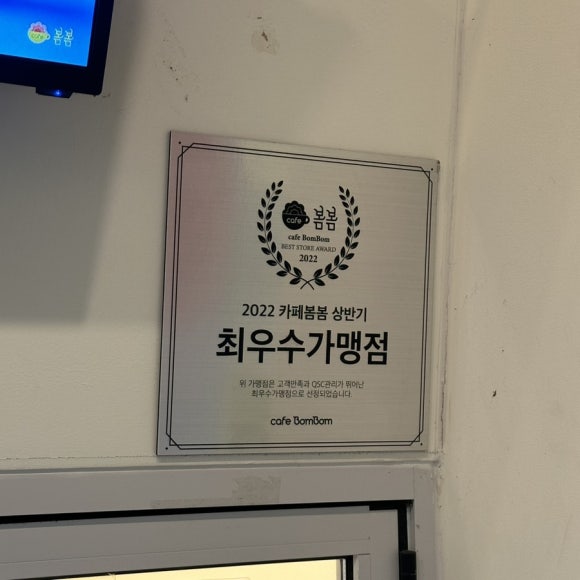 봄봄
cafe
봄봄
cafe BomBom
BEST STORE AWARD
2022
2022 카페봄봄 상반기
최우수가맹점
위 가맹점은 고객만족과 QSC관리가 뛰어난
최우수가맹점으로 선정되었습니다.
cafe BomBom